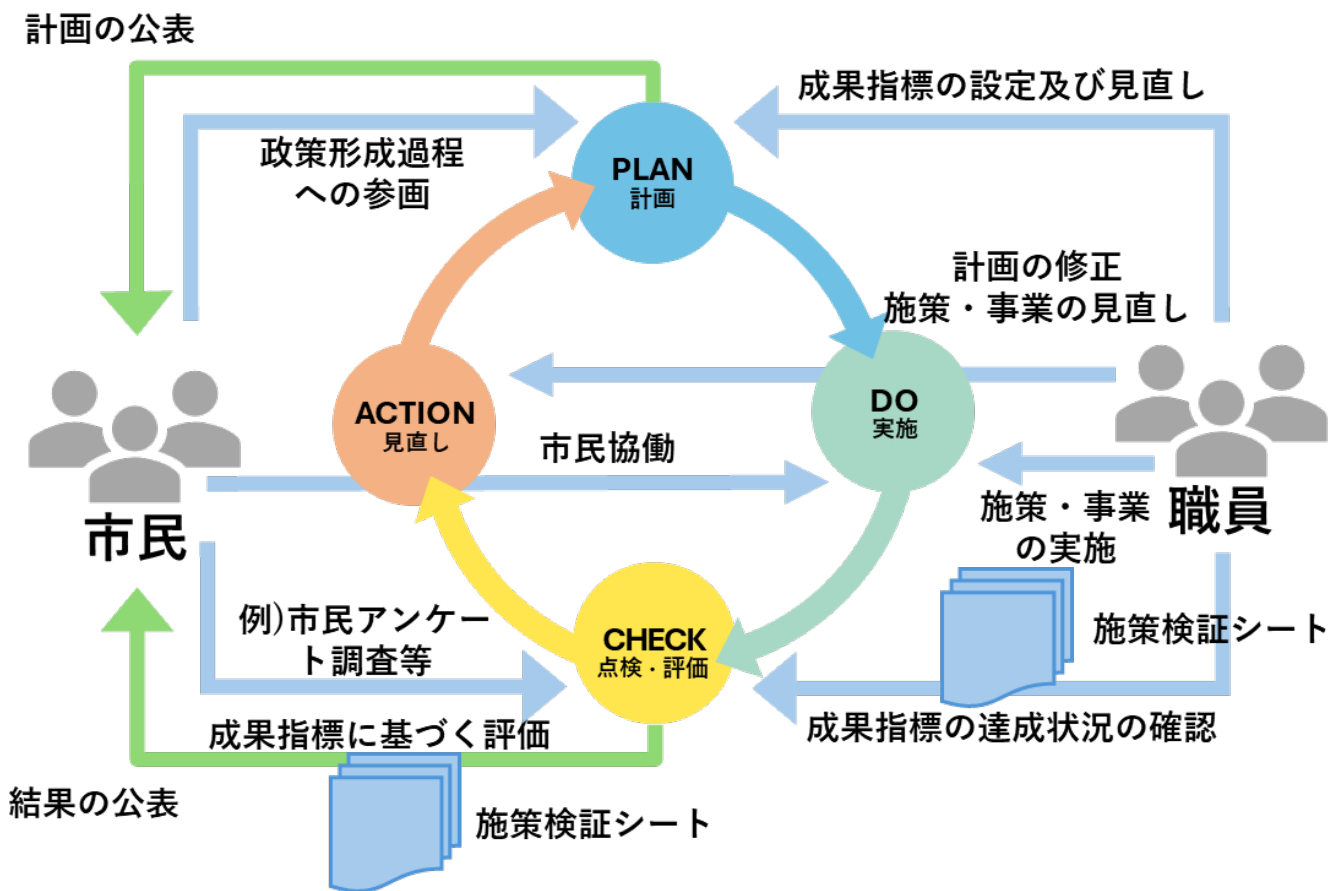 計画の公表
成果指標の設定及び見直し
政策形成過程
への参画
PLAN
計画
計画の修正
施策・事業の見直し
ACTION
見直し
DO
実施
市民協働
市民
職員
施策・事業
の実施
例)市民アンケー
ト調査等
CHECK
点検・評価
施策検証シート
成果指標に基づく評価
成果指標の達成状況の確認
結果の公表
施策検証シート